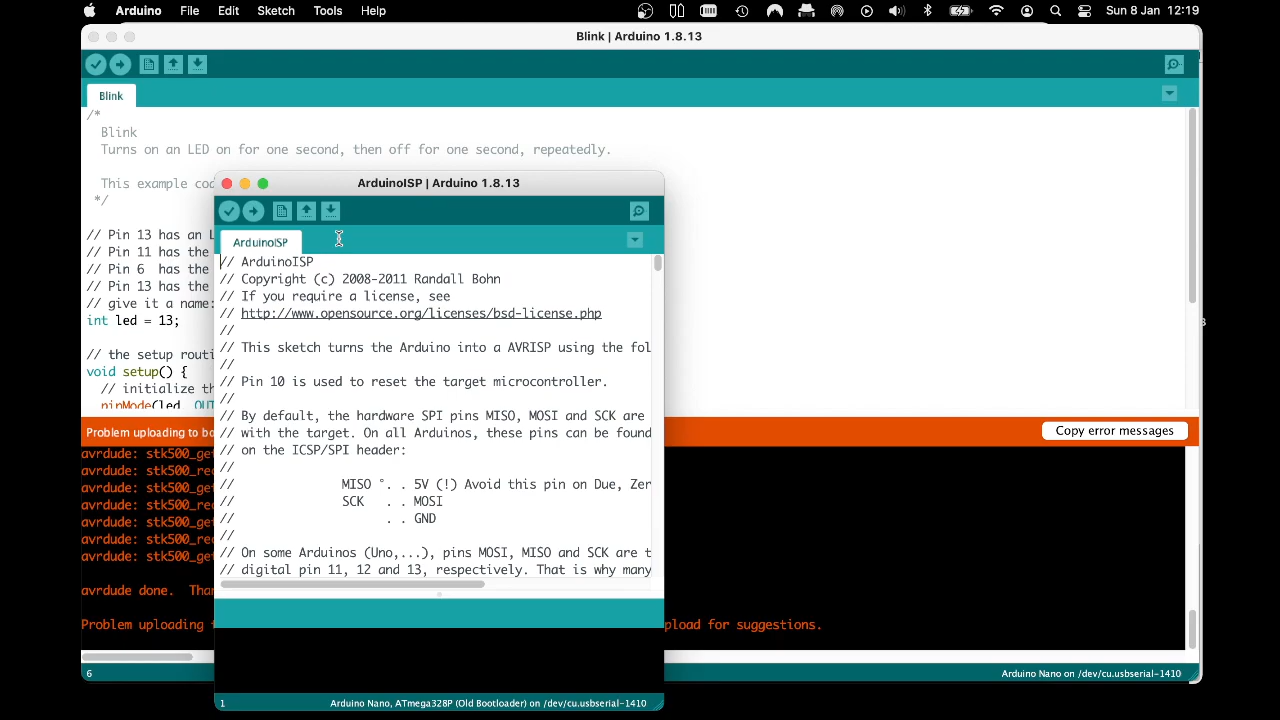 Arduino File Edit Sketch Tools Help Sun 8 Jan 12:19
Blink | Arduino 1.8.13
Blink
/*
Blink
Turns on an LED on for one second, then off for one second, repeatedly.
This example
*/
// Pin 13 has an
// Pin 11 has the
// Pin 6 has the
// Pin 13 has the
// give it a name:
int led = 13;
// the setup
void setup() {
// initialize
ArduinoISP | Arduino 1.8.13
ArduinoISP
// ArduinoISP
// Copyright (c) 2008-2011 Randall Bohn
// If you require a license, see
// http://www.opensource.org/licenses/bsd-license.php
//
// This sketch turns the Arduino into a AVRISP using the fol
//
// Pin 10 is used to reset the target microcontroller.
//
// By default, the hardware SPI pins MISO, MOSI and SCK are
// with the target. On all Arduinos, these pins can be found
// on the ICSP/SPI header:
//
// MISO °. . 5V (!) Avoid this pin on Due, Zer
// SCK . . MOSI
// . . GND
//
// On some Arduinos (Uno,...), pins MOSI, MISO and SCK are t
// digital pin 11, 12 and 13, respectively. That is why many
1 Arduino Nano, ATmega328P (Old Bootloader) on /dev/cu.usbserial-1410
Problem uploading to Copy error messages
avrdude: stk500_ge
avrdude: stk500_re
avrdude: stk500_ge
avrdude: stk500_re
avrdude: stk500_ge
avrdude: stk500_re
avrdude: stk500_ge
avrdude done. Tha
Problem uploading pload for suggestions.
6 Arduino Nano on /dev/cu.usbserial-1410